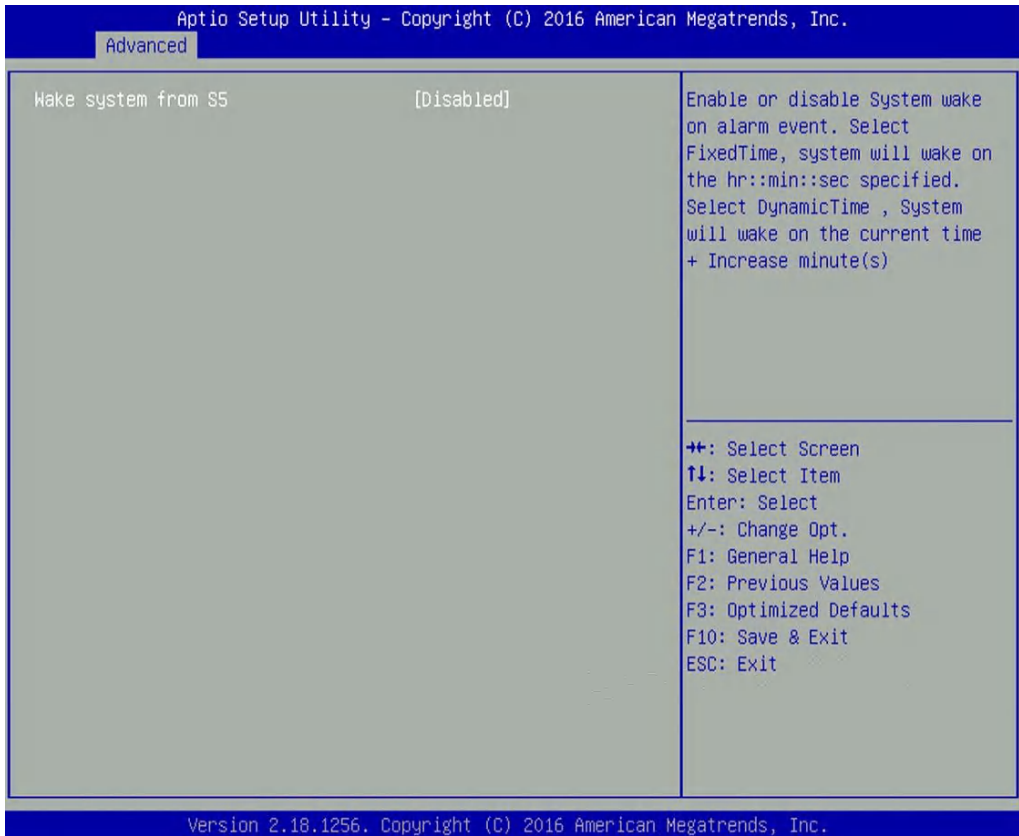 Aptio Setup Utility – Copyright (C) 2016 American Megatrends, Inc.
Advanced
Wake system from S5 [Disabled]
Enable or disable System wake
on alarm event. Select
FixedTime, system will wake on
the hr::min::sec specified.
Select DynamicTime , System
will wake on the current time
+ Increase minute(s)
→←: Select Screen
↑↓: Select Item
Enter: Select
+/-: Change Opt.
F1: General Help
F2: Previous Values
F3: Optimized Defaults
F10: Save & Exit
ESC: Exit
Version 2.18.1256. Copyright (C) 2016 American Megatrends, Inc.